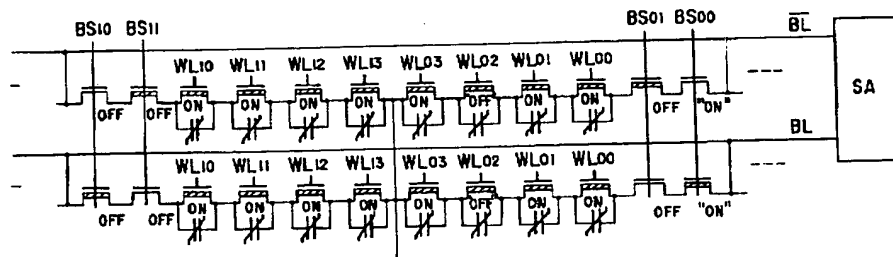 BS10 BS11 BS01 BS00 B̅L̅
WL10 WL11 WL12 WL13 WL03 WL02 WL01 WL00
SA
OFF OFF ON ON ON ON ON OFF ON ON OFF "ON"
BL
WL10 WL11 WL12 WL13 WL03 WL02 WL01 WL00
OFF OFF ON ON ON ON ON OFF ON ON OFF "ON"